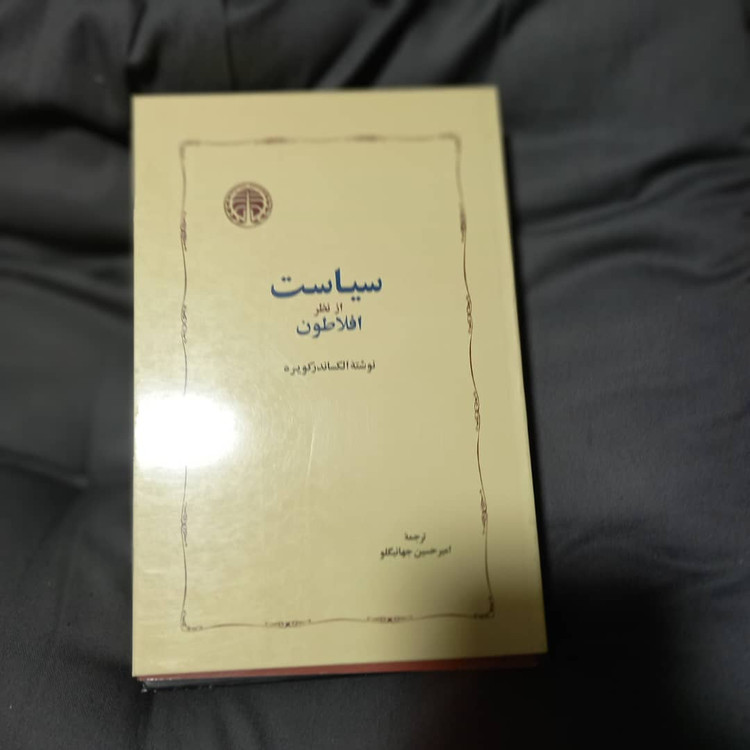 سیاست
از نظر
افلاطون
نوشتهٔ الکساندر کویره
ترجمهٔ
امیرحسین جهانبگلو